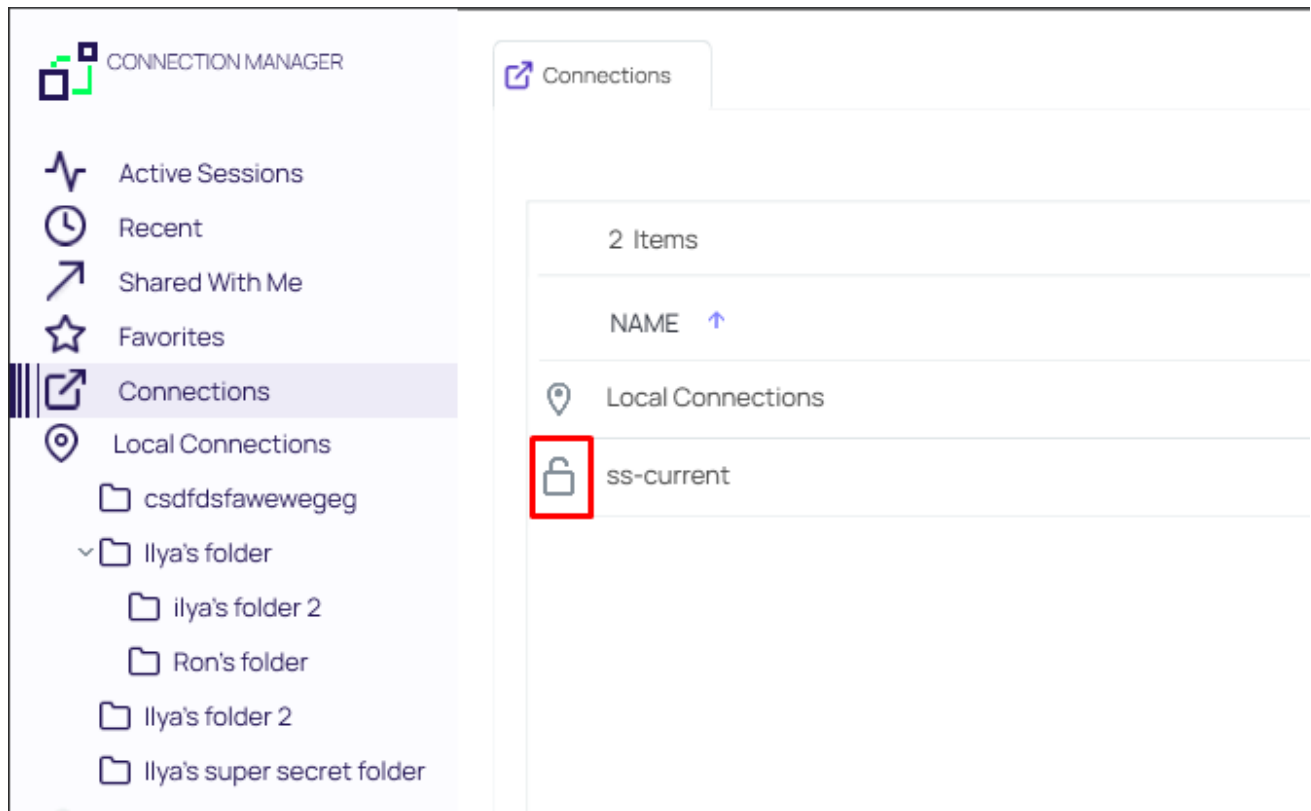 CONNECTION MANAGER
Active Sessions
Recent
Shared With Me
Favorites
Connections
Local Connections
csdfdsfawewegeg
Ilya's folder
ilya's folder 2
Ron's folder
Ilya's folder 2
Ilya's super secret folder
Connections
2 Items
NAME
Local Connections
ss-current